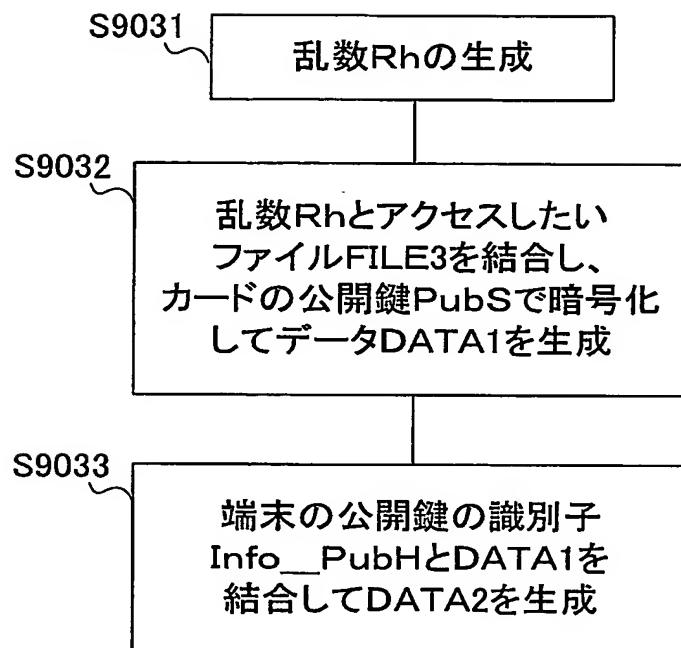 S9031
乱数Rhの生成
S9032
乱数Rhとアクセスしたい
ファイルFILE3を結合し、
カードの公開鍵PubSで暗号化
してデータDATA1を生成
S9033
端末の公開鍵の識別子
Info__PubHとDATA1を
結合してDATA2を生成